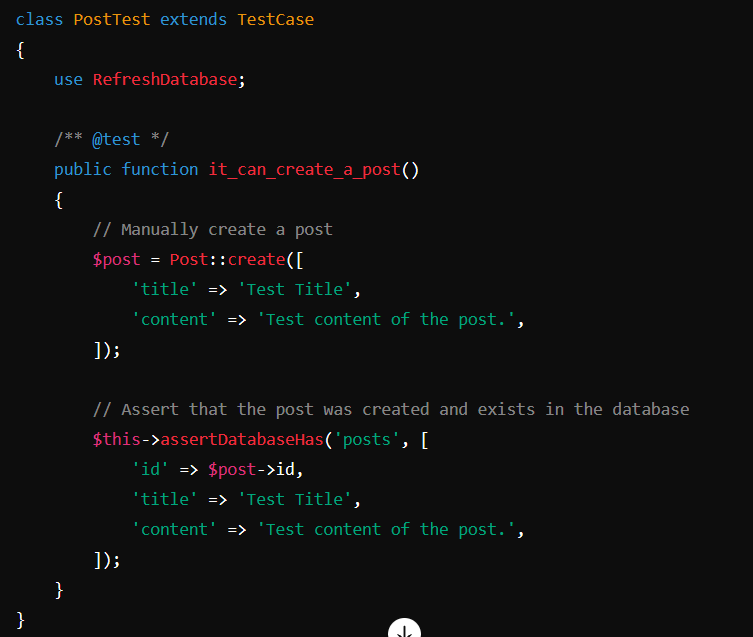 class PostTest extends TestCase
{
    use RefreshDatabase;

    /** @test */
    public function it_can_create_a_post()
    {
        // Manually create a post
        $post = Post::create([
            'title' => 'Test Title',
            'content' => 'Test content of the post.',
        ]);

        // Assert that the post was created and exists in the database
        $this->assertDatabaseHas('posts', [
            'id' => $post->id,
            'title' => 'Test Title',
            'content' => 'Test content of the post.',
        ]);
    }
}